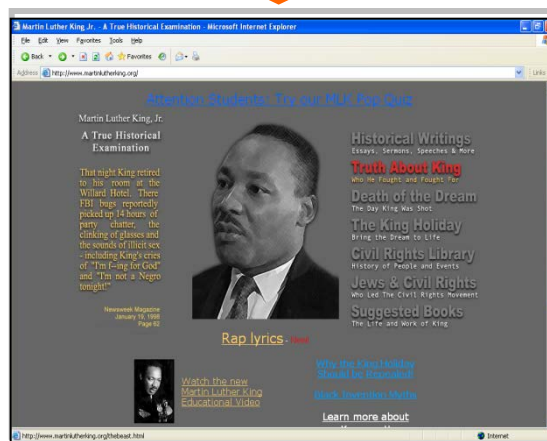 Martin Luther King Jr. - A True Historical Examination - Microsoft Internet Explorer
File Edit View Favorites Tools Help
Back Favorites
Address http://www.martinlutherking.org/ Links
Attention Students: Try our MLK Pop Quiz
Martin Luther King, Jr.
A True Historical
Examination
That night King retired
to his room at the
Willard Hotel. There
FBI bugs reportedly
picked up 14 hours of
party chatter, the
clinking of glasses and
the sounds of illicit sex
- including King's cries
of "I'm f--ing for God"
and "I'm not a Negro
tonight!"
Newsweek Magazine
January 19, 1998
Page 62
Historical Writings
Essays, Sermons, Speeches & More
Truth About King
Who He Fought and Fought For
Death of the Dream
The Day King Was Shot
The King Holiday
Bring the Dream to Life
Civil Rights Library
History of People and Events
Jews & Civil Rights
Who Led The Civil Rights Movement
Suggested Books
The Life and Work of King
Rap lyrics -
Watch the new
Martin Luther King
Educational Video
Why the King Holiday
Should be Repealed!
Black Invention Myths
Learn more about
http://www.martinlutherking.org/thebeast.html Internet